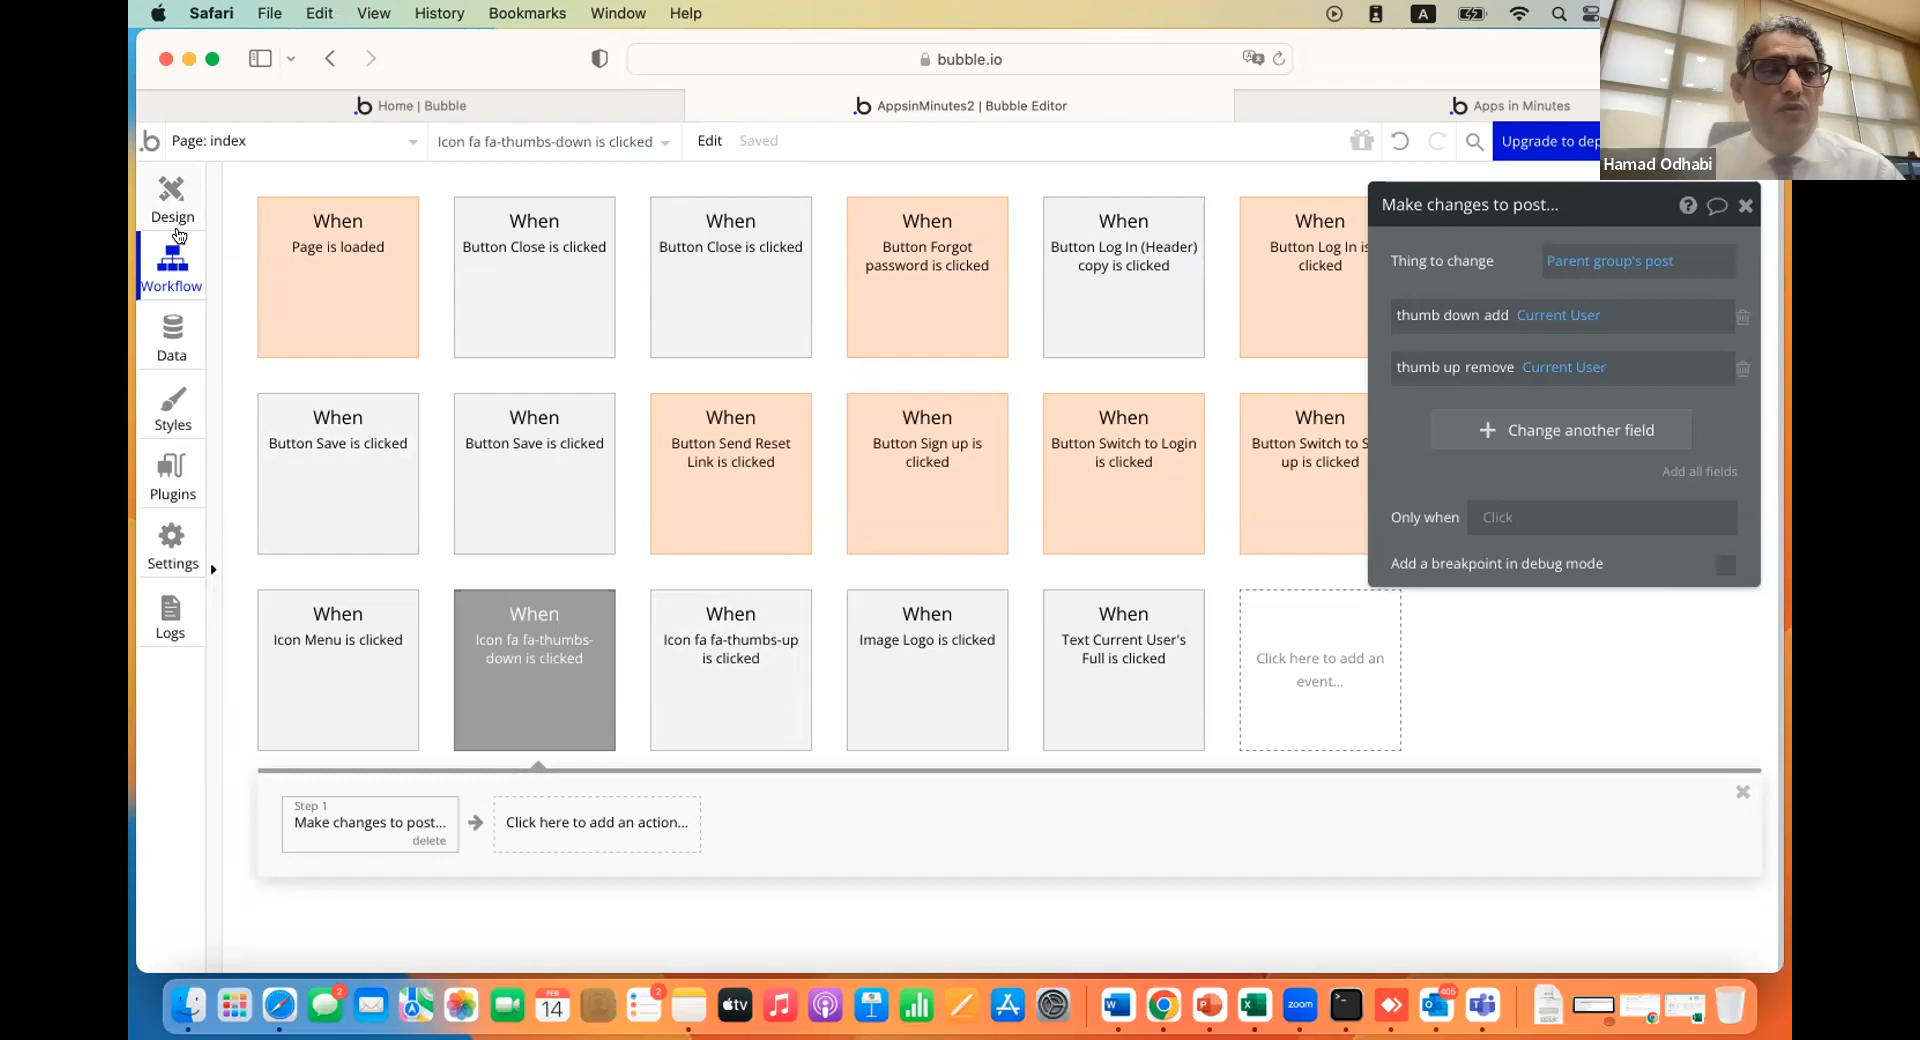 Safari File Edit View History Bookmarks Window Help
A
bubble.io
Home | Bubble
AppsinMinutes2 | Bubble Editor
Apps in Minutes
Page: index
Icon fa fa-thumbs-down is clicked
Edit
Saved
Upgrade to dep
Hamad Odhabi
Design
Workflow
Data
Styles
Plugins
Settings
Logs
When
Page is loaded
When
Button Close is clicked
When
Button Close is clicked
When
Button Forgot
password is clicked
When
Button Log In (Header)
copy is clicked
When
Button Log In is
clicked
When
Button Save is clicked
When
Button Save is clicked
When
Button Send Reset
Link is clicked
When
Button Sign up is
clicked
When
Button Switch to Login
is clicked
When
Button Switch to S
up is clicked
When
Icon Menu is clicked
When
Icon fa fa-thumbs-
down is clicked
When
Icon fa fa-thumbs-up
is clicked
When
Image Logo is clicked
When
Text Current User's
Full is clicked
Click here to add an
event...
Make changes to post...
Thing to change
Parent group's post
thumb down add Current User
thumb up remove Current User
Change another field
Add all fields
Only when
Click
Add a breakpoint in debug mode
Step 1
Make changes to post...
delete
Click here to add an action...
2
FEB
14
2
tv
zoom
405